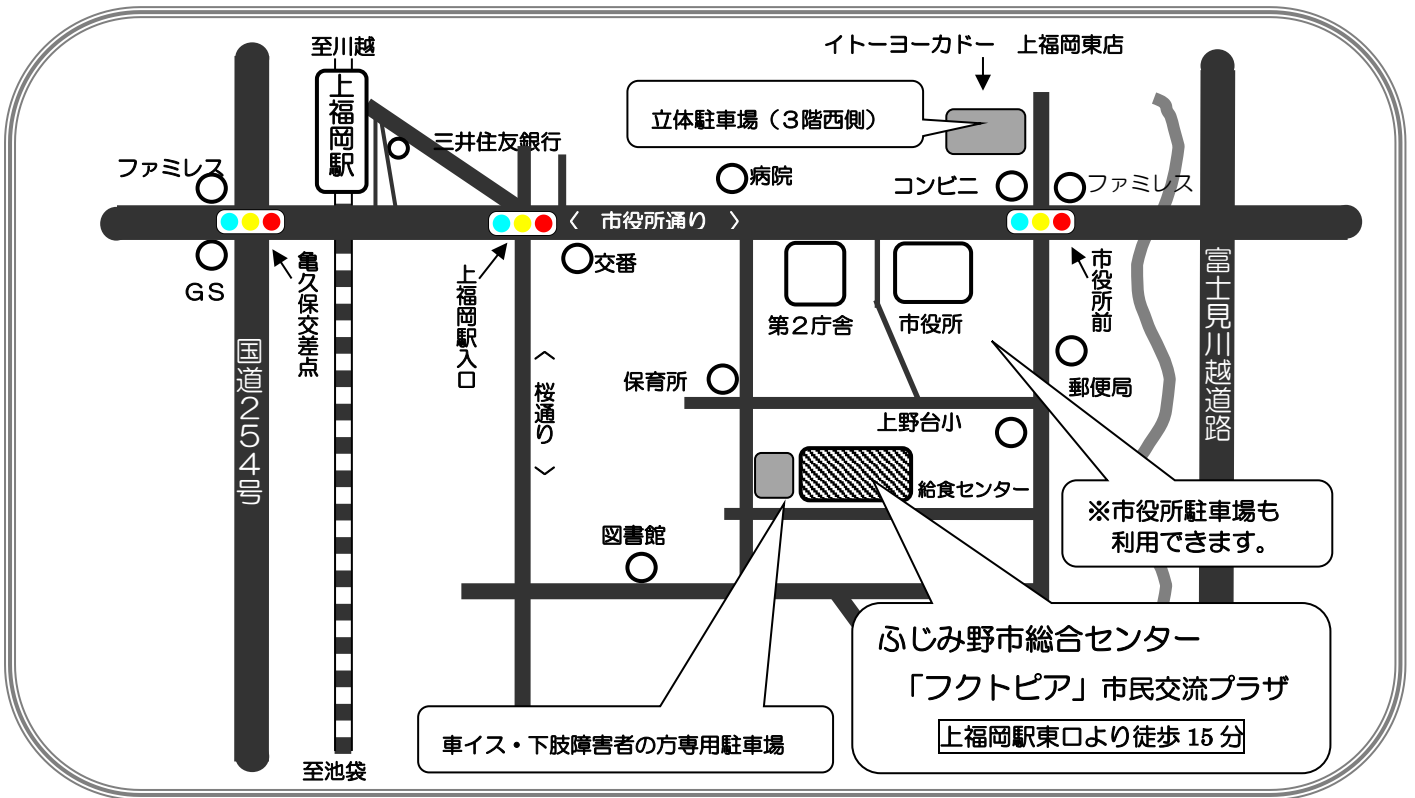 至川越
イトーヨーカドー　上福岡東店
上福岡駅
立体駐車場（３階西側）
三井住友銀行
ファミレス
病院
コンビニ
ファミレス
〈　市役所通り　〉
交番
ＧＳ
亀久保交差点
上福岡駅入口
第２庁舎
市役所
市役所前
富士見川越道路
国道２５４号
〈　桜通り　〉
保育所
郵便局
上野台小
給食センター
※市役所駐車場も
利用できます。
図書館
ふじみ野市総合センター
「フクトピア」市民交流プラザ
上福岡駅東口より徒歩 15 分
車イス・下肢障害者の方専用駐車場
至池袋